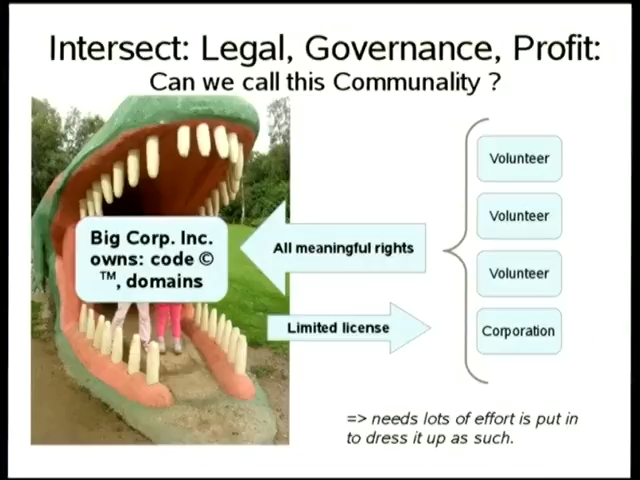 Intersect: Legal, Governance, Profit:
Can we call this Communality ?
Big Corp. Inc.
owns: code ©
™, domains
All meaningful rights
Limited license
Volunteer
Volunteer
Volunteer
Corporation
=> needs lots of effort is put in
to dress it up as such.